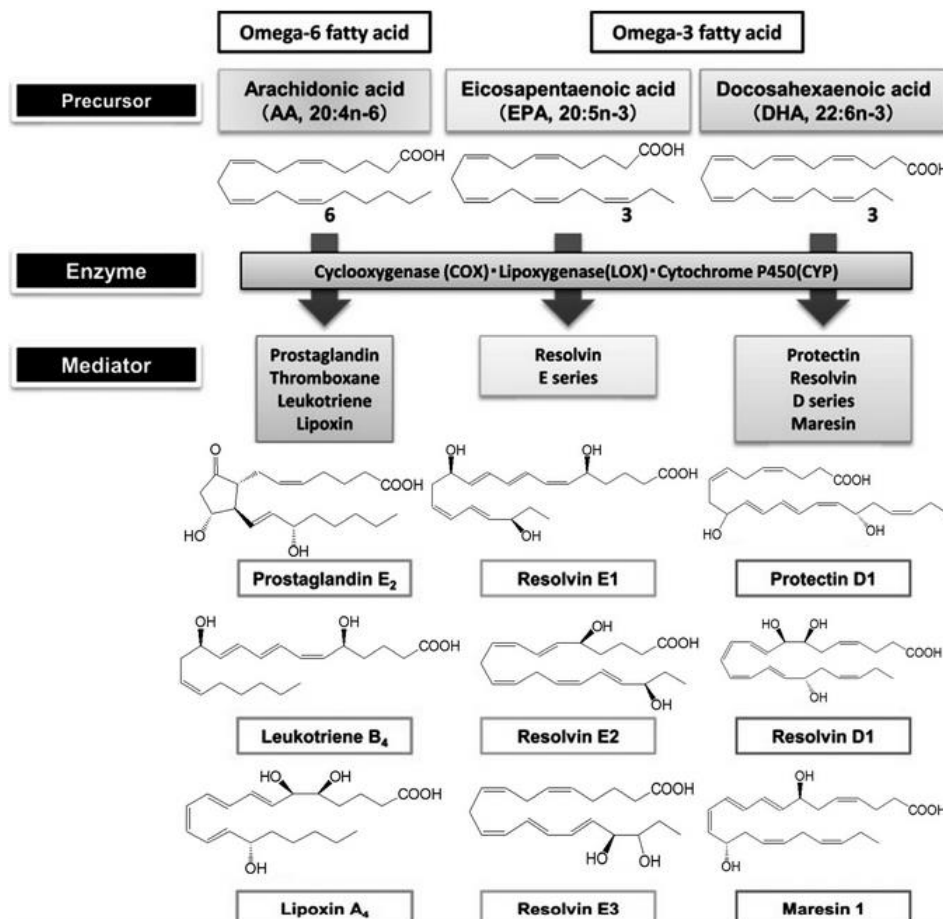 Omega-6 fatty acid
Omega-3 fatty acid
Precursor
Arachidonic acid
(AA, 20:4n-6)
Eicosapentaenoic acid
(EPA, 20:5n-3)
Docosahexaenoic acid
(DHA, 22:6n-3)
COOH
COOH
COOH
6
3
3
Enzyme
Cyclooxygenase (COX)・Lipoxygenase(LOX)・Cytochrome P450(CYP)
Mediator
Prostaglandin
Thromboxane
Leukotriene
Lipoxin
Resolvin
E series
Protectin
Resolvin
D series
Maresin
O
COOH
HO
OH
OH
OH
COOH
OH
COOH
HO
OH
Prostaglandin E₂
Resolvin E1
Protectin D1
OH
OH
COOH
OH
COOH
OH
HO
OH
COOH
OH
Leukotriene B₄
Resolvin E2
Resolvin D1
HO
OH
COOH
OH
COOH
HO
OH
OH
COOH
OH
Lipoxin A₄
Resolvin E3
Maresin 1